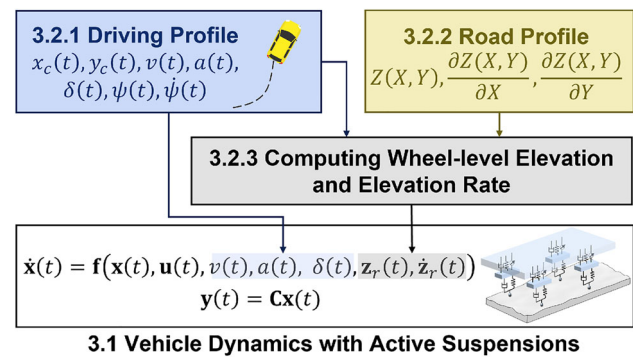 3.2.1 Driving Profile
x_c(t), y_c(t), v(t), a(t),
δ(t), ψ(t), ψ̇(t)
3.2.2 Road Profile
Z(X, Y), ∂Z(X, Y)/∂X, ∂Z(X, Y)/∂Y
3.2.3 Computing Wheel-level Elevation
and Elevation Rate
ẋ(t) = f(x(t), u(t), v(t), a(t), δ(t), z_r(t), ż_r(t))
y(t) = Cx(t)
3.1 Vehicle Dynamics with Active Suspensions